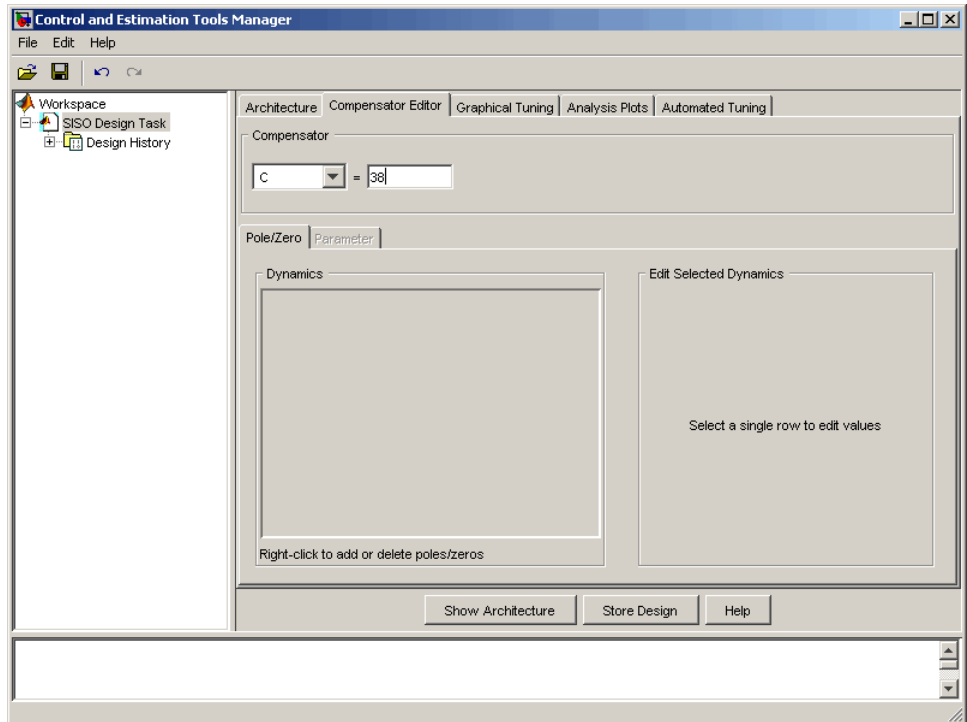 Control and Estimation Tools Manager
File Edit Help
Workspace
SISO Design Task
Design History
Architecture Compensator Editor Graphical Tuning Analysis Plots Automated Tuning
Compensator
C = 38
Pole/Zero Parameter
Dynamics
Edit Selected Dynamics
Select a single row to edit values
Right-click to add or delete poles/zeros
Show Architecture Store Design Help